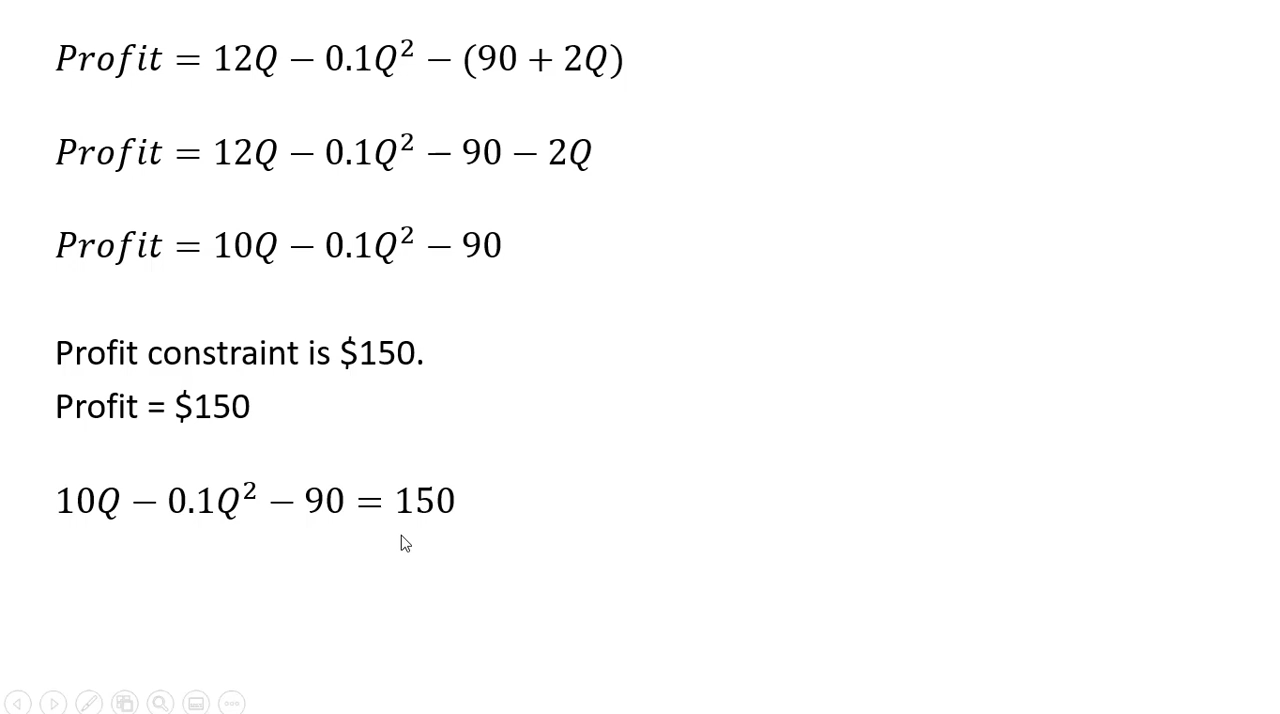 Profit = 12Q − 0.1Q² − (90 + 2Q)
Profit = 12Q − 0.1Q² − 90 − 2Q
Profit = 10Q − 0.1Q² − 90
Profit constraint is $150.
Profit = $150
10Q − 0.1Q² − 90 = 150